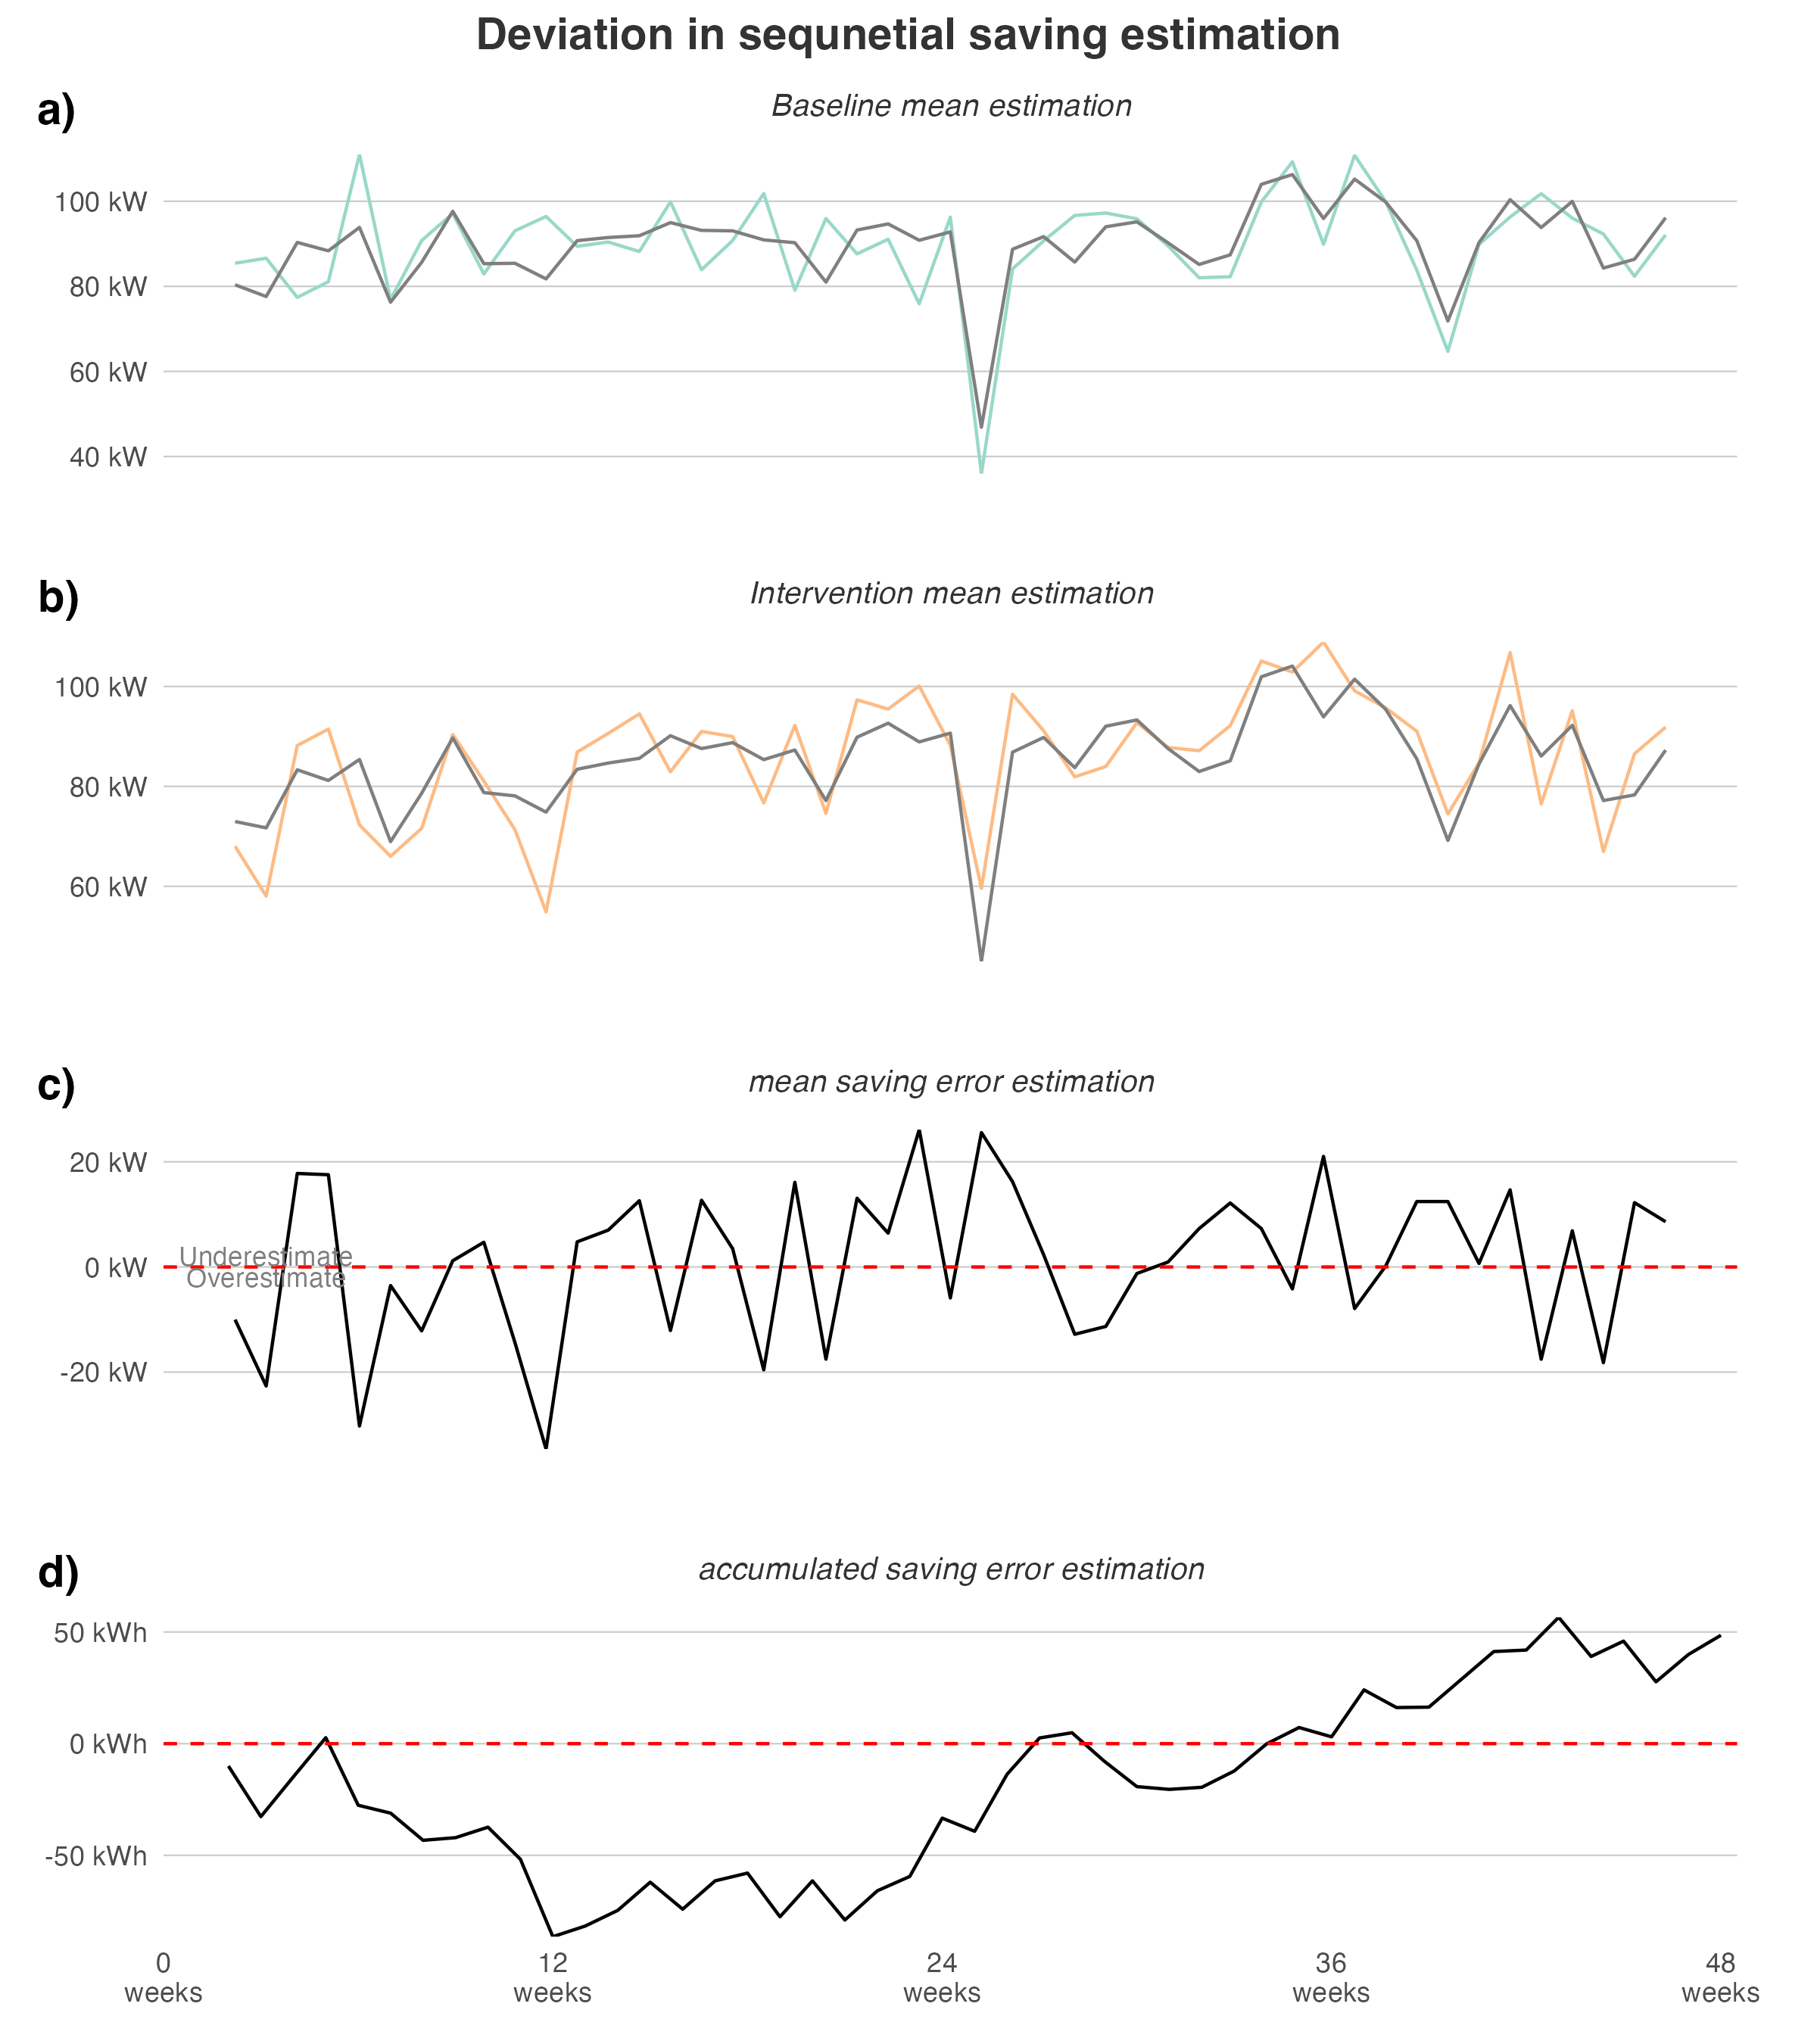 Deviation in sequnetial saving estimation
a)
Baseline mean estimation
100 kW
80 kW
60 kW
40 kW
b)
Intervention mean estimation
100 kW
80 kW
60 kW
c)
mean saving error estimation
20 kW
Underestimate
0 kW
Overestimate
-20 kW
d)
accumulated saving error estimation
50 kWh
0 kWh
-50 kWh
0 12 24 36 48
weeks weeks weeks weeks weeks